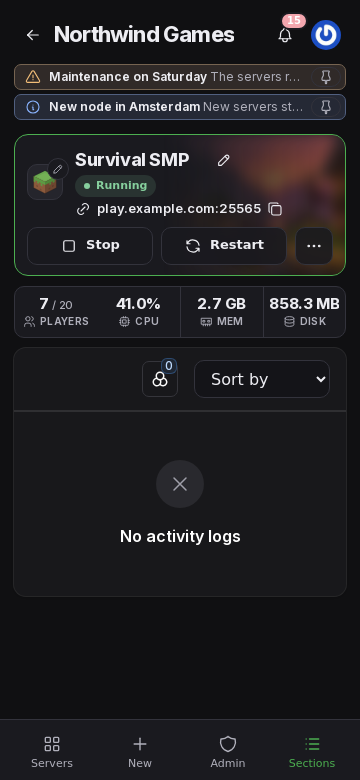 Northwind Games
15
Maintenance on Saturday The servers r...
New node in Amsterdam New servers st...
Survival SMP
Running
play.example.com:25565
Stop
Restart
7 / 20
PLAYERS
41.0%
CPU
2.7 GB
MEM
858.3 MB
DISK
0
Sort by
No activity logs
Servers
New
Admin
Sections